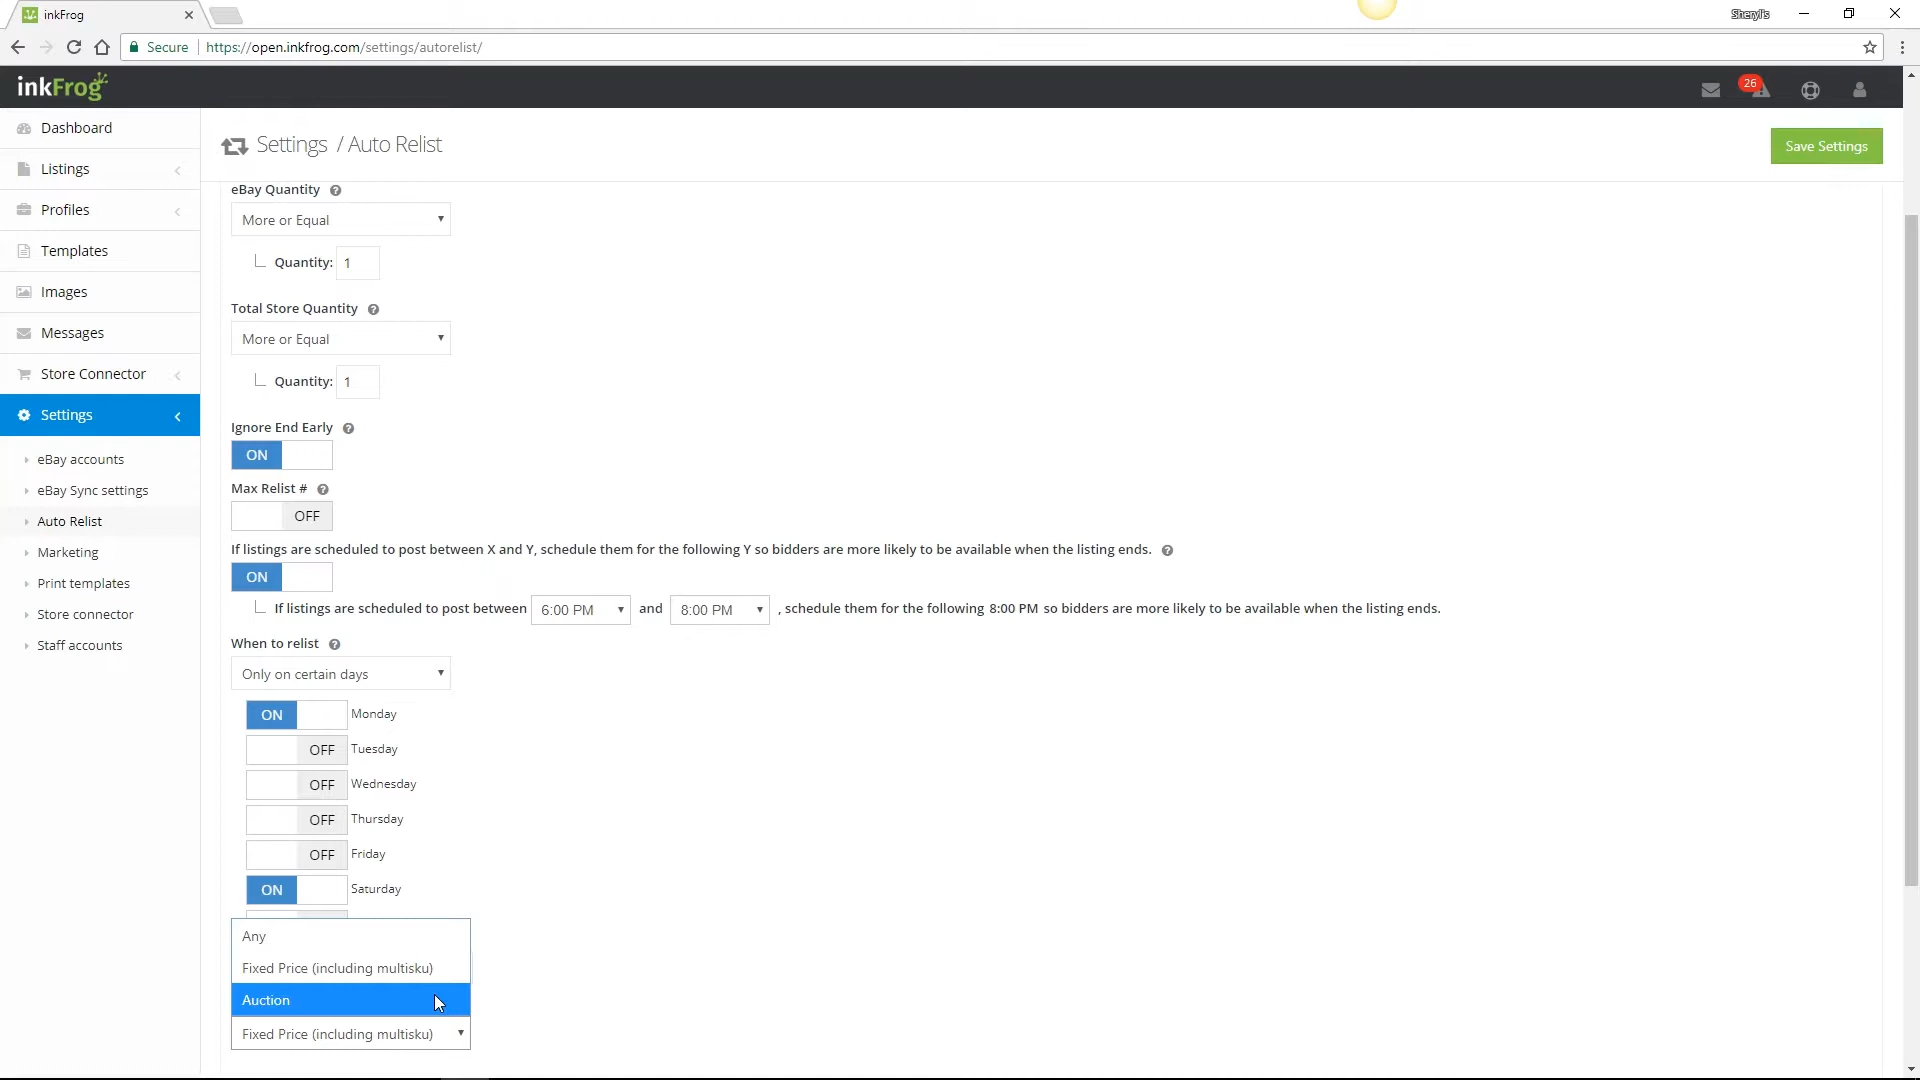 inkFrog
Sheryl's
Secure https://open.inkfrog.com/settings/autorelist/
inkFrog
26
Dashboard
Listings
Profiles
Templates
Images
Messages
Store Connector
Settings
eBay accounts
eBay Sync settings
Auto Relist
Marketing
Print templates
Store connector
Staff accounts
Settings / Auto Relist
Save Settings
eBay Quantity ?
More or Equal
Quantity: 1
Total Store Quantity ?
More or Equal
Quantity: 1
Ignore End Early ?
ON
Max Relist # ?
OFF
If listings are scheduled to post between X and Y, schedule them for the following Y so bidders are more likely to be available when the listing ends. ?
ON
If listings are scheduled to post between 6:00 PM and 8:00 PM , schedule them for the following 8:00 PM so bidders are more likely to be available when the listing ends.
When to relist ?
Only on certain days
ON Monday
OFF Tuesday
OFF Wednesday
OFF Thursday
OFF Friday
ON Saturday
Any
Fixed Price (including multisku)
Auction
Fixed Price (including multisku)